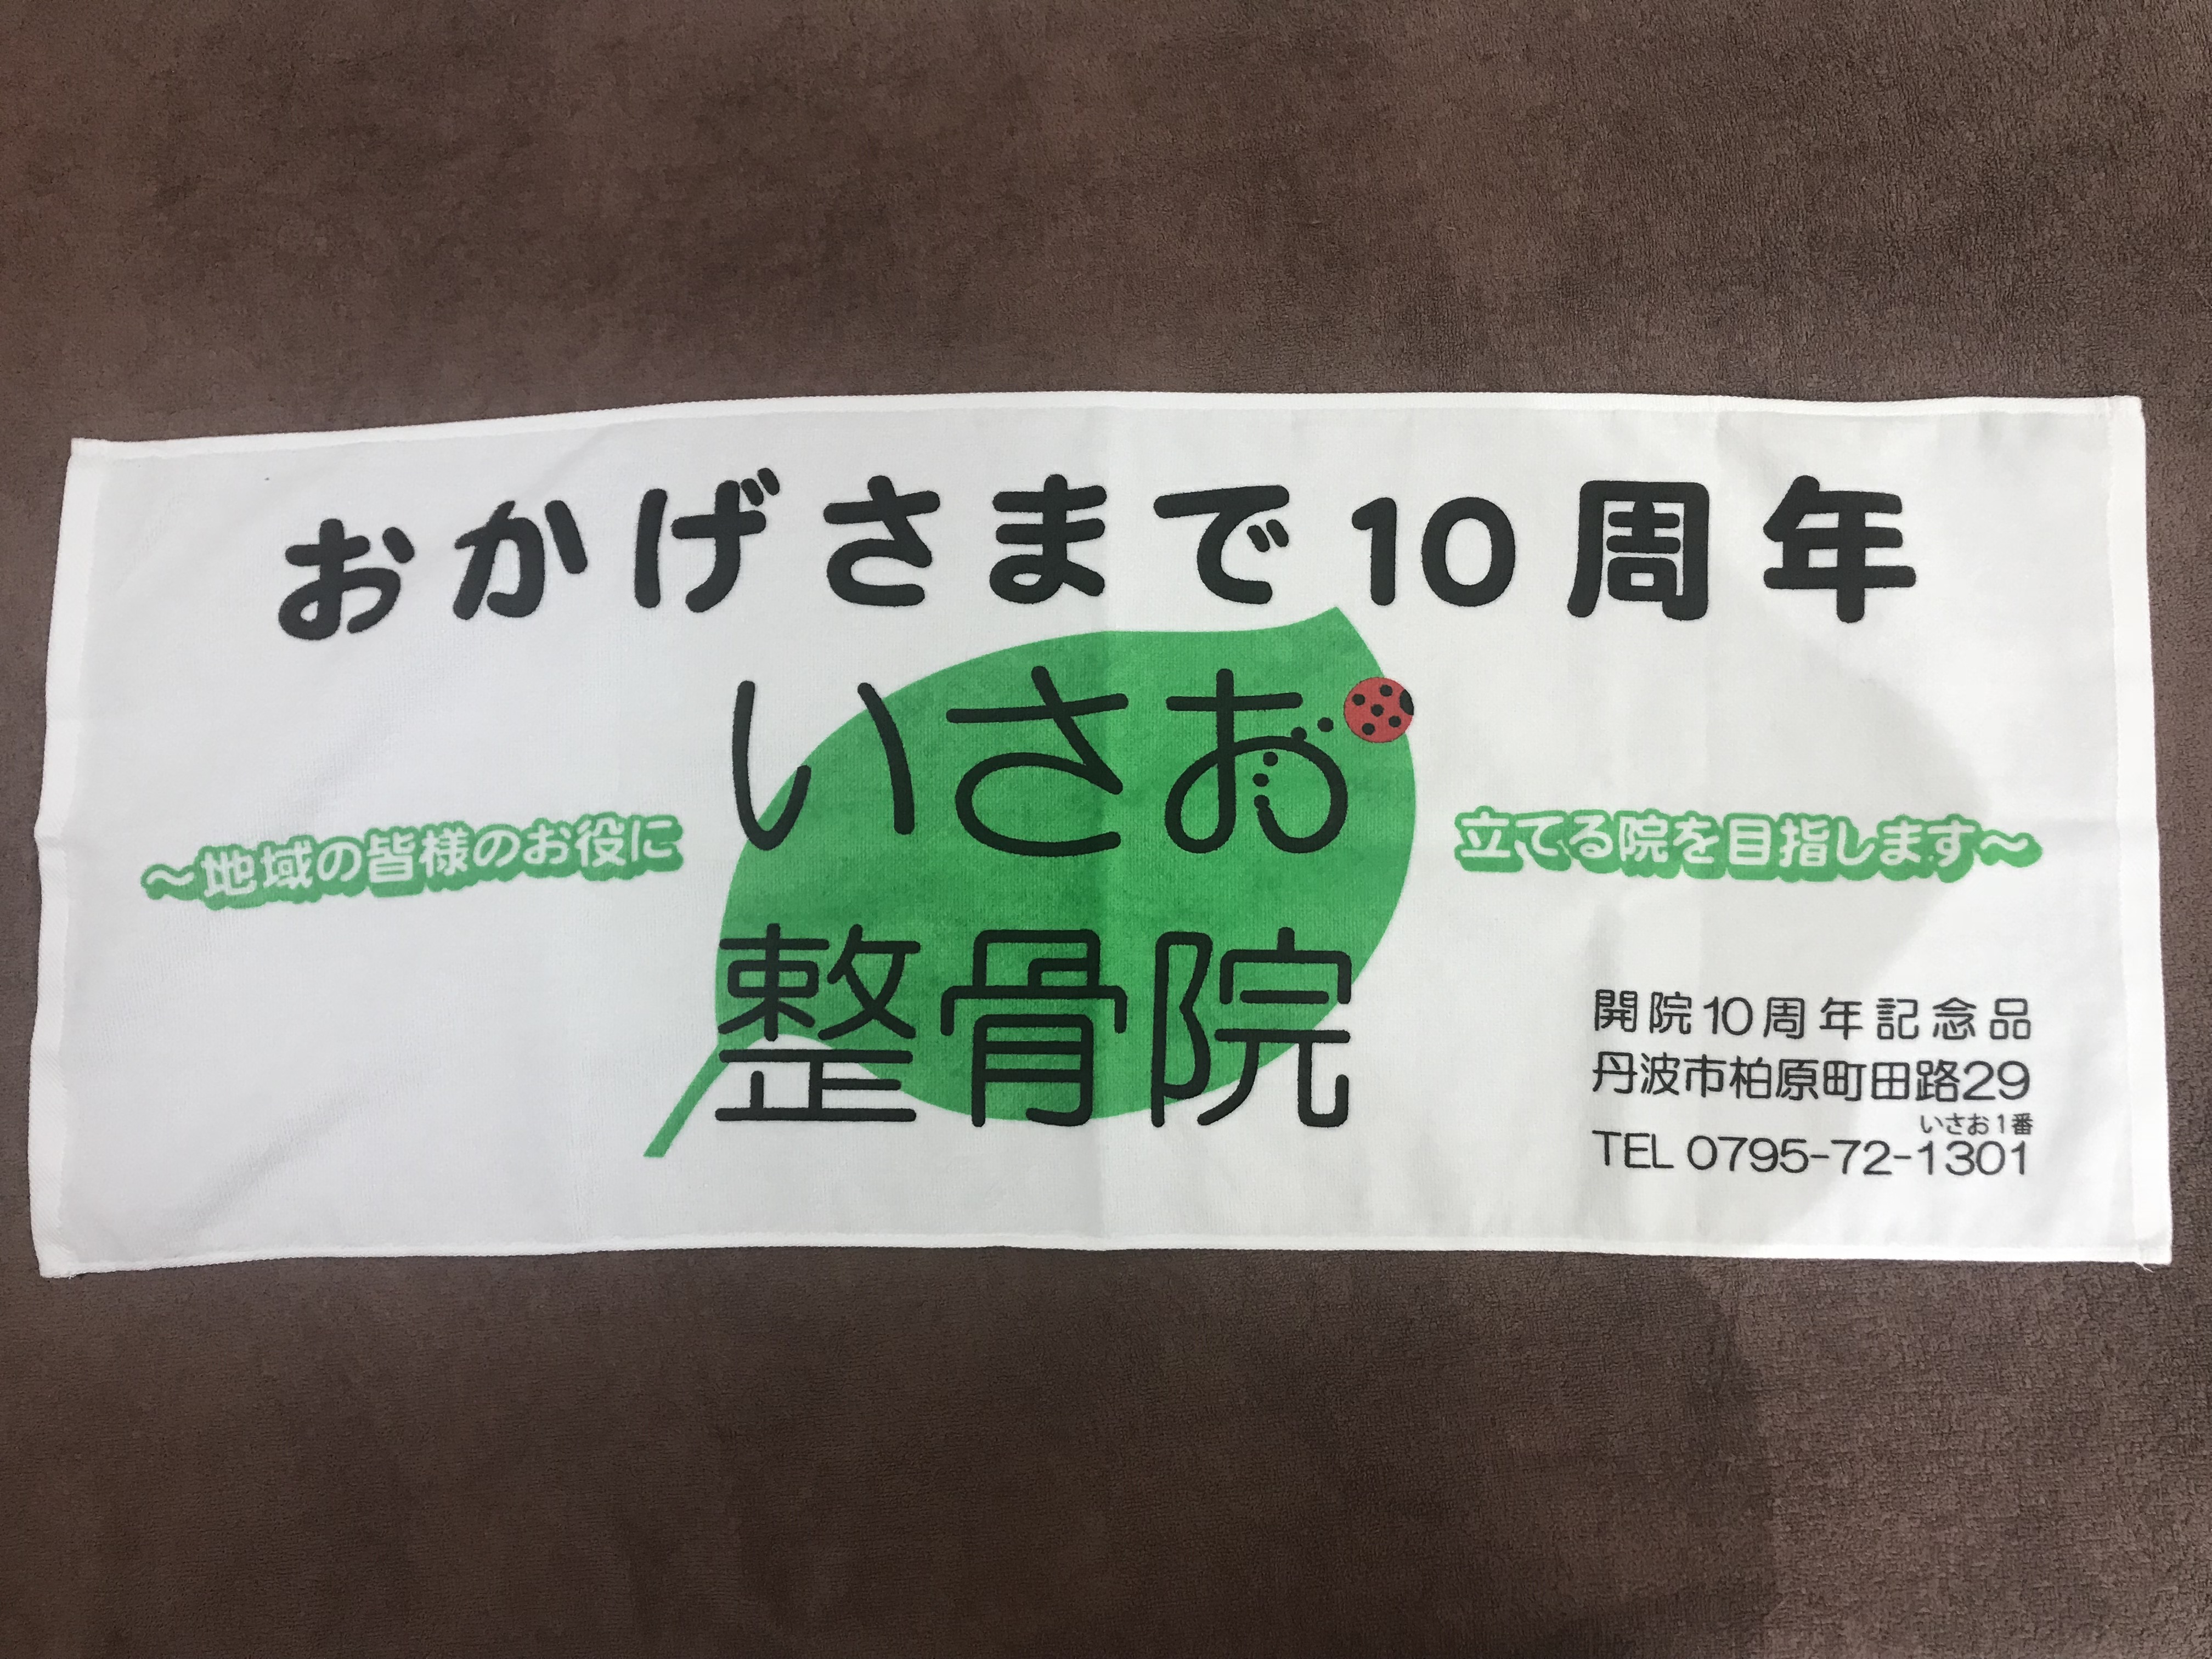 おかげさまで10周年
いさお
～地域の皆様のお役に
立てる院を目指します～
整骨院
開院10周年記念品
丹波市柏原町田路29
いさお1番
TEL 0795-72-1301